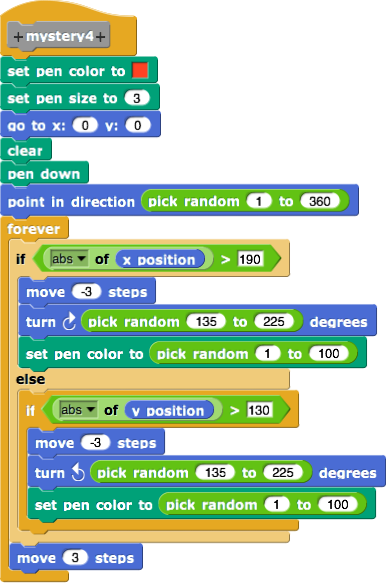 + mystery4 +
set pen color to
set pen size to 3
go to x: 0 y: 0
clear
pen down
point in direction pick random 1 to 360
forever
if abs of x position > 190
move -3 steps
turn pick random 135 to 225 degrees
set pen color to pick random 1 to 100
else
if abs of y position > 130
move -3 steps
turn pick random 135 to 225 degrees
set pen color to pick random 1 to 100
move 3 steps